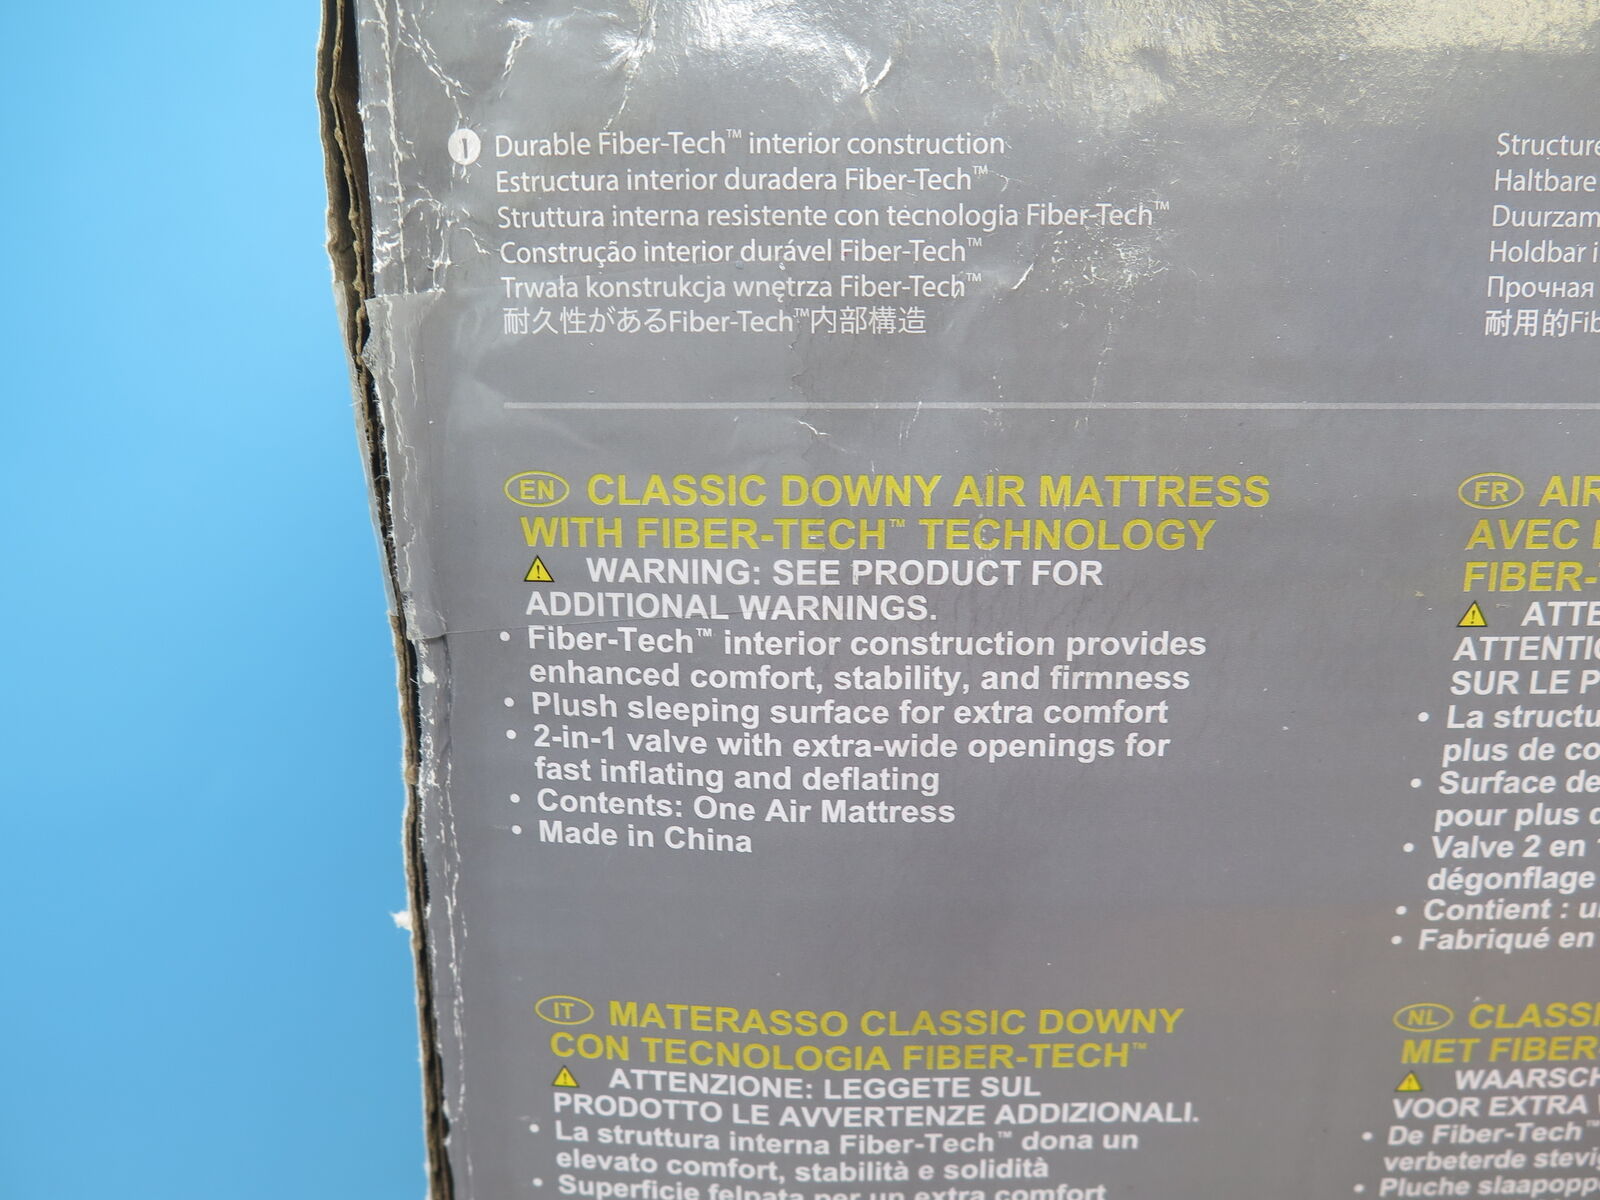 1 Durable Fiber-Tech™ interior construction
Estructura interior duradera Fiber-Tech™
Struttura interna resistente con tecnologia Fiber-Tech™
Construção interior durável Fiber-Tech™
Trwała konstrukcja wnętrza Fiber-Tech™
耐久性があるFiber-Tech™内部構造
Structure
Haltbare
Duurzam
Holdbar i
Прочная
耐用的Fib
EN CLASSIC DOWNY AIR MATTRESS
WITH FIBER-TECH™ TECHNOLOGY
WARNING: SEE PRODUCT FOR
ADDITIONAL WARNINGS.
• Fiber-Tech™ interior construction provides
enhanced comfort, stability, and firmness
• Plush sleeping surface for extra comfort
• 2-in-1 valve with extra-wide openings for
fast inflating and deflating
• Contents: One Air Mattress
• Made in China
FR AIR
AVEC
FIBER-
ATTE
ATTENTIO
SUR LE P
• La structu
plus de co
• Surface de
pour plus d
• Valve 2 en 1
dégonflage
• Contient : u
• Fabriqué en
IT MATERASSO CLASSIC DOWNY
CON TECNOLOGIA FIBER-TECH™
ATTENZIONE: LEGGETE SUL
PRODOTTO LE AVVERTENZE ADDIZIONALI.
• La struttura interna Fiber-Tech™ dona un
elevato comfort, stabilità e solidità
• Superficie felpata per un extra comfort
NL CLASSI
MET FIBER-
WAARSCH
VOOR EXTRA
• De Fiber-Tech™
verbeterde stevig
• Pluche slaapopp